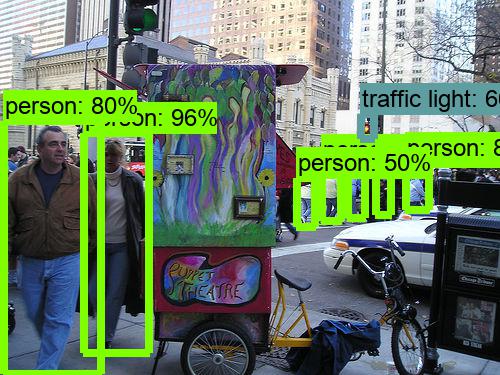 person: 80%
person: 96%
traffic light: 6
person: 8
person: 50%
PUPPET
THEATRE